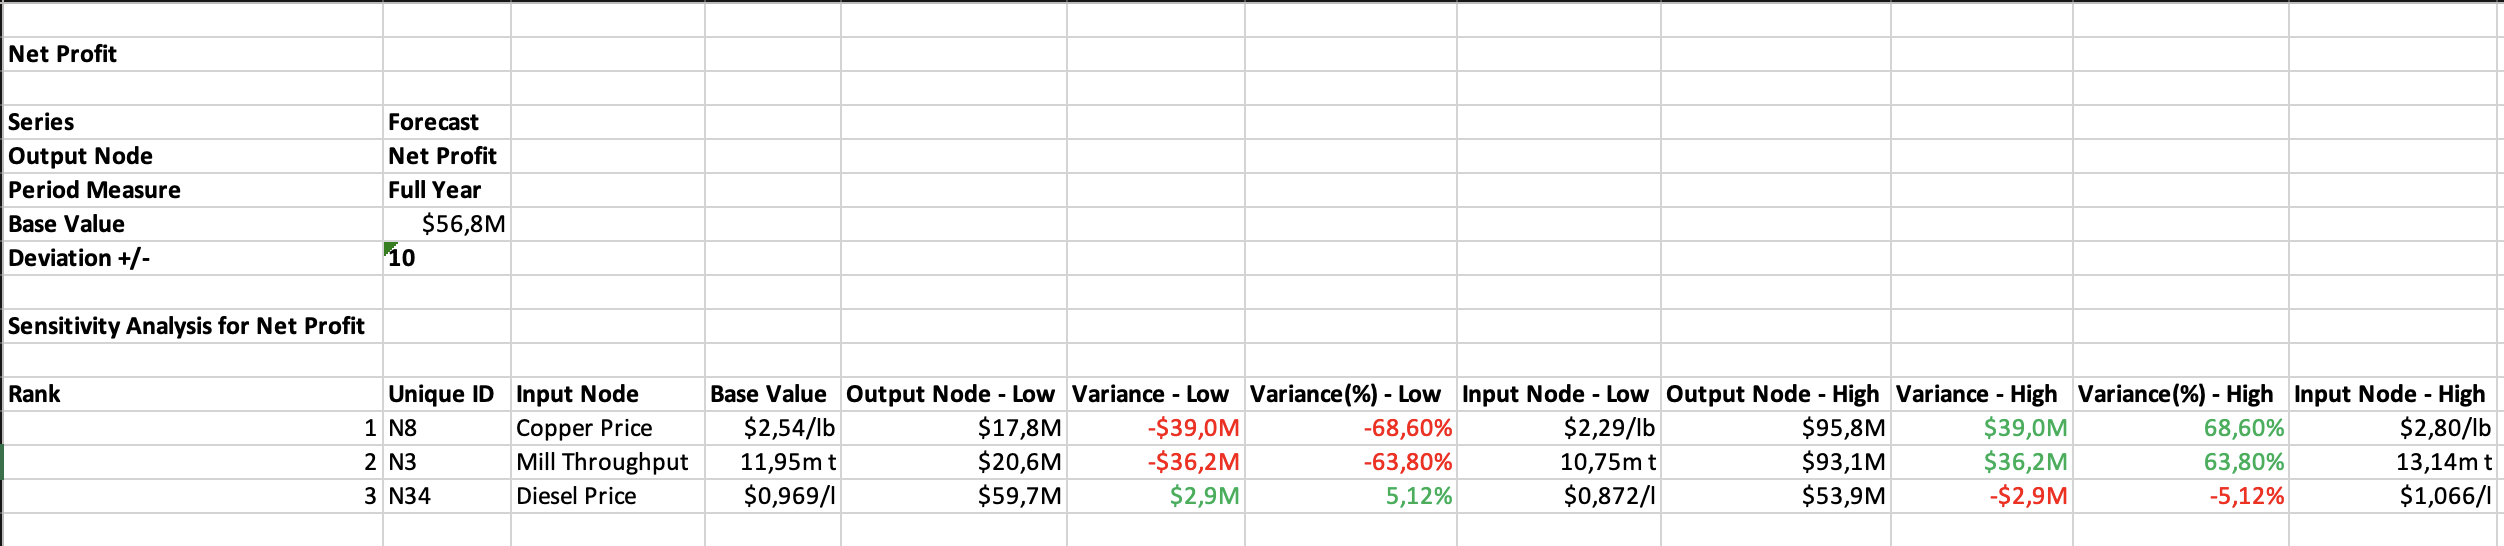 Net Profit
Series Forecast
Output Node Net Profit
Period Measure Full Year
Base Value $56,8M
Deviation +/- 10
Sensitivity Analysis for Net Profit
Rank Unique ID Input Node Base Value Output Node - Low Variance - Low Variance(%) - Low Input Node - Low Output Node - High Variance - High Variance(%) - High Input Node - High
1 N8 Copper Price $2,54/lb $17,8M -$39,0M -68,60% $2,29/lb $95,8M $39,0M 68,60% $2,80/lb
2 N3 Mill Throughput 11,95m t $20,6M -$36,2M -63,80% 10,75m t $93,1M $36,2M 63,80% 13,14m t
3 N34 Diesel Price $0,969/l $59,7M $2,9M 5,12% $0,872/l $53,9M -$2,9M -5,12% $1,066/l